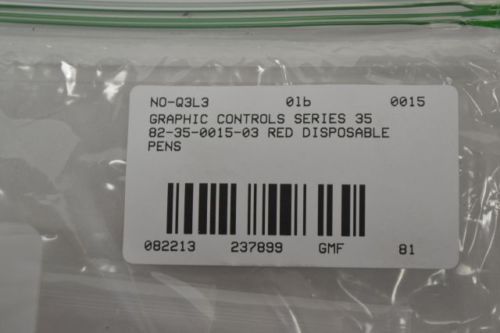 NO-Q3L3 01b 0015
GRAPHIC CONTROLS SERIES 35
82-35-0015-03 RED DISPOSABLE
PENS
082213 237899 GMF 81